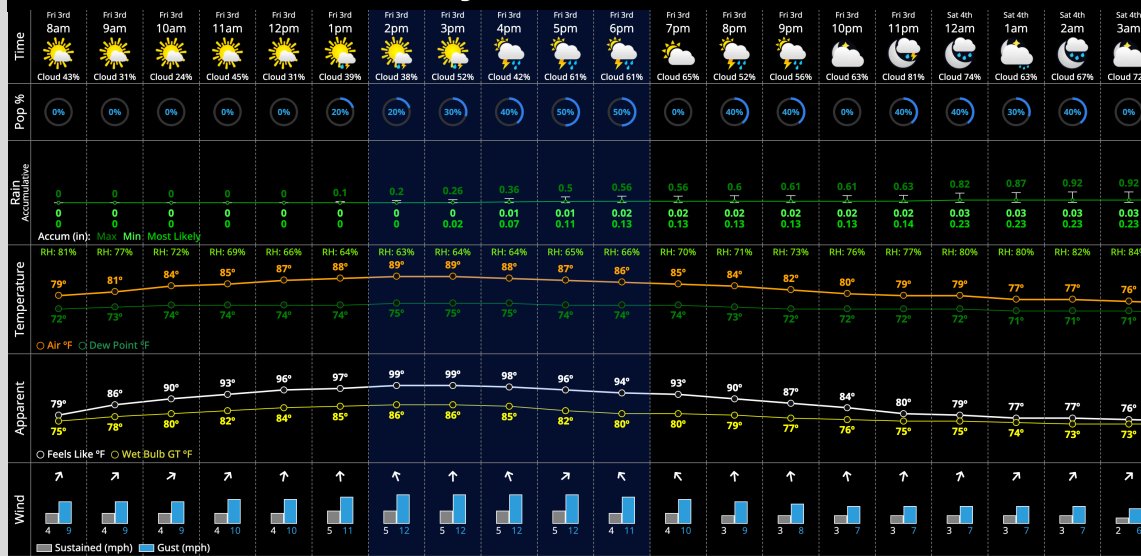 Fri 3rd Fri 3rd Fri 3rd Fri 3rd Fri 3rd Fri 3rd Fri 3rd Fri 3rd Fri 3rd Fri 3rd Fri 3rd Fri 3rd Fri 3rd Fri 3rd Fri 3rd Fri 3rd Sat 4th Sat 4th Sat 4th Sat 4th
Time 8am 9am 10am 11am 12pm 1pm 2pm 3pm 4pm 5pm 6pm 7pm 8pm 9pm 10pm 11pm 12am 1am 2am 3am
Cloud 43% Cloud 31% Cloud 24% Cloud 45% Cloud 31% Cloud 39% Cloud 38% Cloud 52% Cloud 42% Cloud 61% Cloud 61% Cloud 65% Cloud 52% Cloud 56% Cloud 63% Cloud 81% Cloud 74% Cloud 63% Cloud 67% Cloud 72
Pop % 0% 0% 0% 0% 0% 20% 20% 30% 40% 50% 50% 0% 40% 40% 0% 40% 40% 30% 40% 0%
Rain Accumulative
0 0 0 0 0 0.1 0.2 0.26 0.36 0.5 0.56 0.56 0.6 0.61 0.61 0.63 0.82 0.87 0.92 0.92
0 0 0 0 0 0 0 0 0.01 0.01 0.02 0.02 0.02 0.02 0.02 0.02 0.03 0.03 0.03 0.03
0 0 0 0 0 0 0 0.02 0.07 0.11 0.13 0.13 0.13 0.13 0.13 0.14 0.23 0.23 0.23 0.23
Accum (in): Max Min Most Likely
RH: 81% RH: 77% RH: 72% RH: 69% RH: 66% RH: 64% RH: 63% RH: 64% RH: 64% RH: 65% RH: 66% RH: 70% RH: 71% RH: 73% RH: 76% RH: 77% RH: 80% RH: 80% RH: 80% RH: 84%
Temperature
79° 81° 84° 85° 87° 88° 89° 89° 88° 87° 86° 85° 84° 82° 80° 79° 79° 77° 77° 76°
72° 73° 74° 74° 74° 74° 75° 75° 75° 74° 74° 74° 73° 72° 72° 72° 72° 71° 71° 71°
Air °F Dew Point °F
Apparent
79° 86° 90° 93° 96° 97° 99° 99° 98° 96° 94° 93° 90° 87° 84° 80° 79° 77° 77° 76°
75° 78° 80° 82° 84° 85° 86° 86° 85° 82° 80° 80° 79° 77° 76° 75° 75° 74° 73° 73°
Feels Like °F Wet Bulb GT °F
Wind
4 9 4 9 4 9 4 10 4 10 5 11 5 12 5 12 5 12 5 12 4 11 4 10 3 9 3 8 3 7 3 7 3 7 3 7 3 7 2 6
Sustained (mph) Gust (mph)